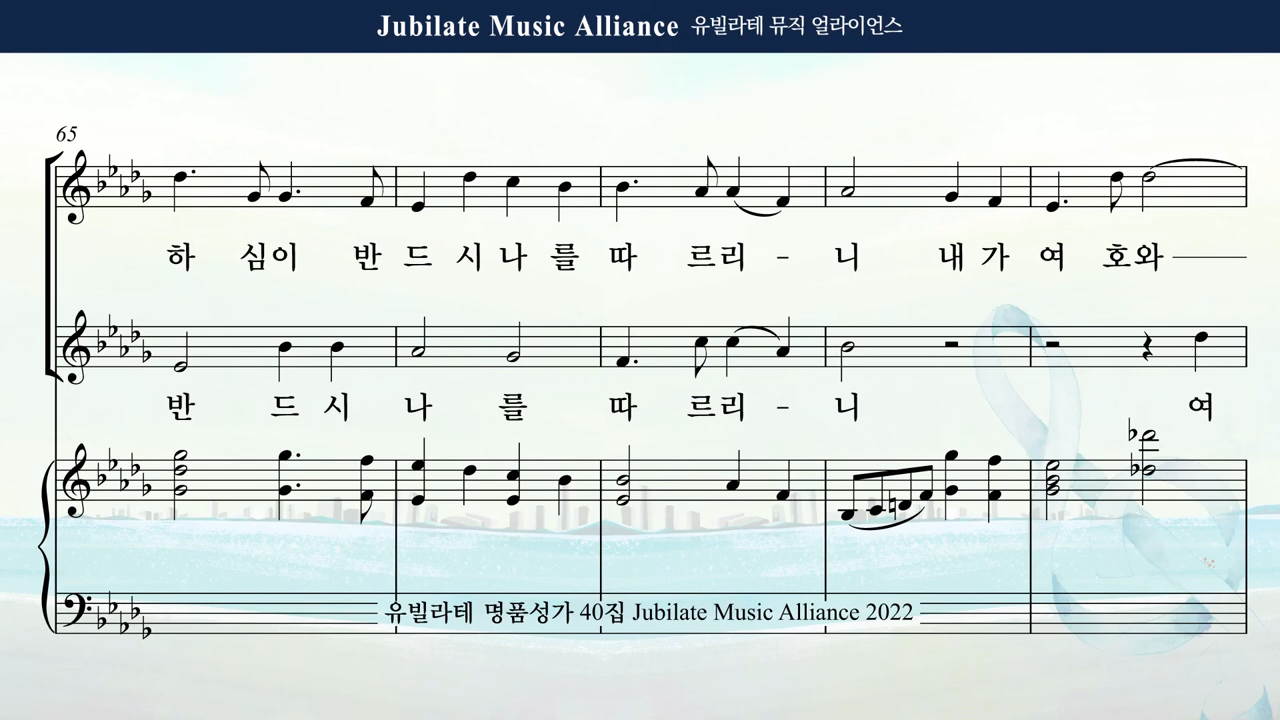 Jubilate Music Alliance 유빌라테 뮤직 얼라이언스
65
하 심이 반 드 시 나 를 따 르리 - 니 내 가 여 호와
반 드 시 나 를 따 르리 - 니 여
유빌라테 명품성가 40집 Jubilate Music Alliance 2022